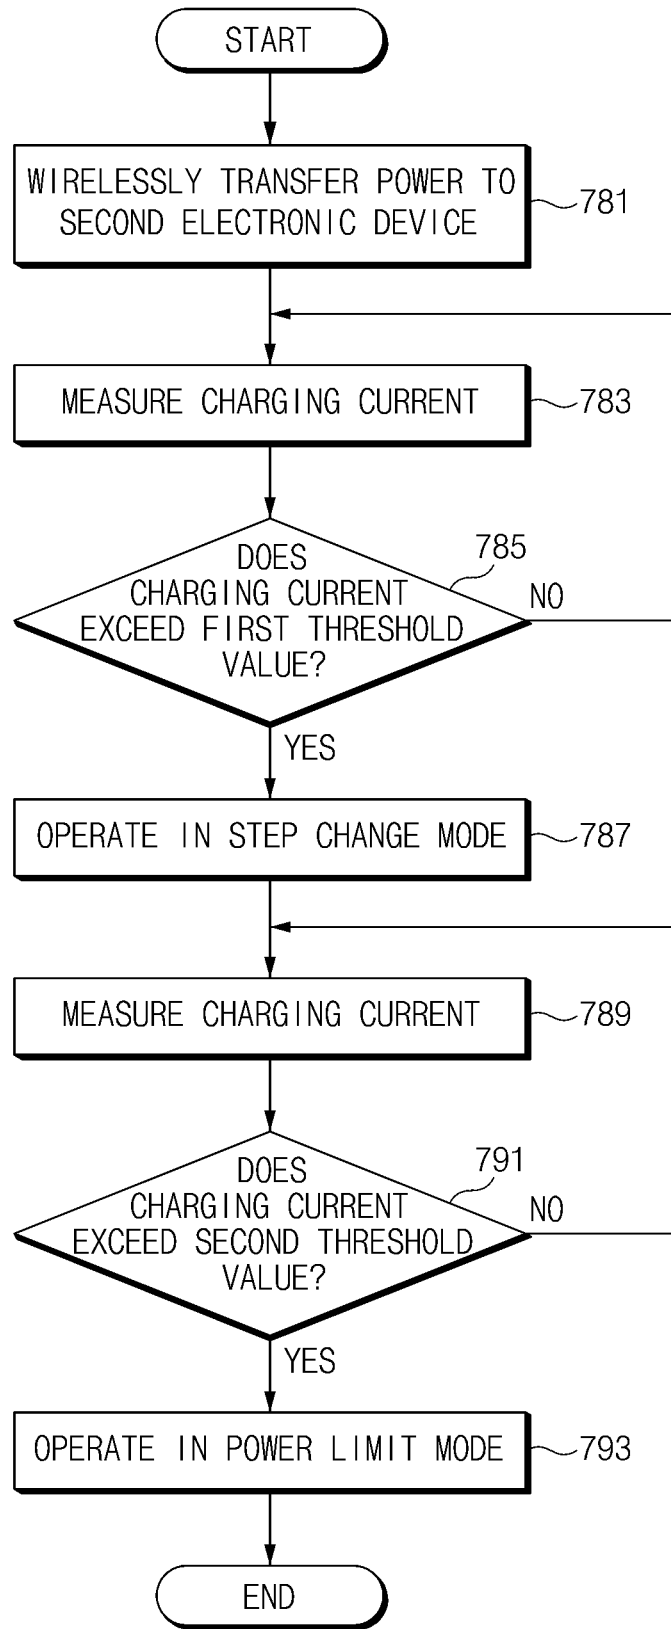 START
WIRELESSLY TRANSFER POWER TO
SECOND ELECTRONIC DEVICE
781
MEASURE CHARGING CURRENT
783
785
DOES
CHARGING CURRENT
EXCEED FIRST THRESHOLD
VALUE?
NO
YES
OPERATE IN STEP CHANGE MODE
787
MEASURE CHARGING CURRENT
789
791
DOES
CHARGING CURRENT
EXCEED SECOND THRESHOLD
VALUE?
NO
YES
OPERATE IN POWER LIMIT MODE
793
END